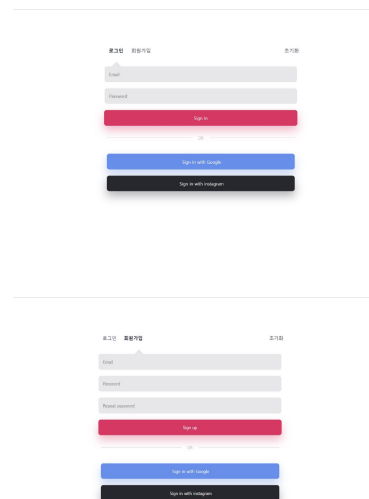 로그인 회원가입 초기환
Email
Password
Sign in
OR
Sign in with Google
Sign in with instagram
로그인 회원가입 초기환
Email
Password
Repeat password
Sign up
OR
Sign in with Google
Sign in with instagram